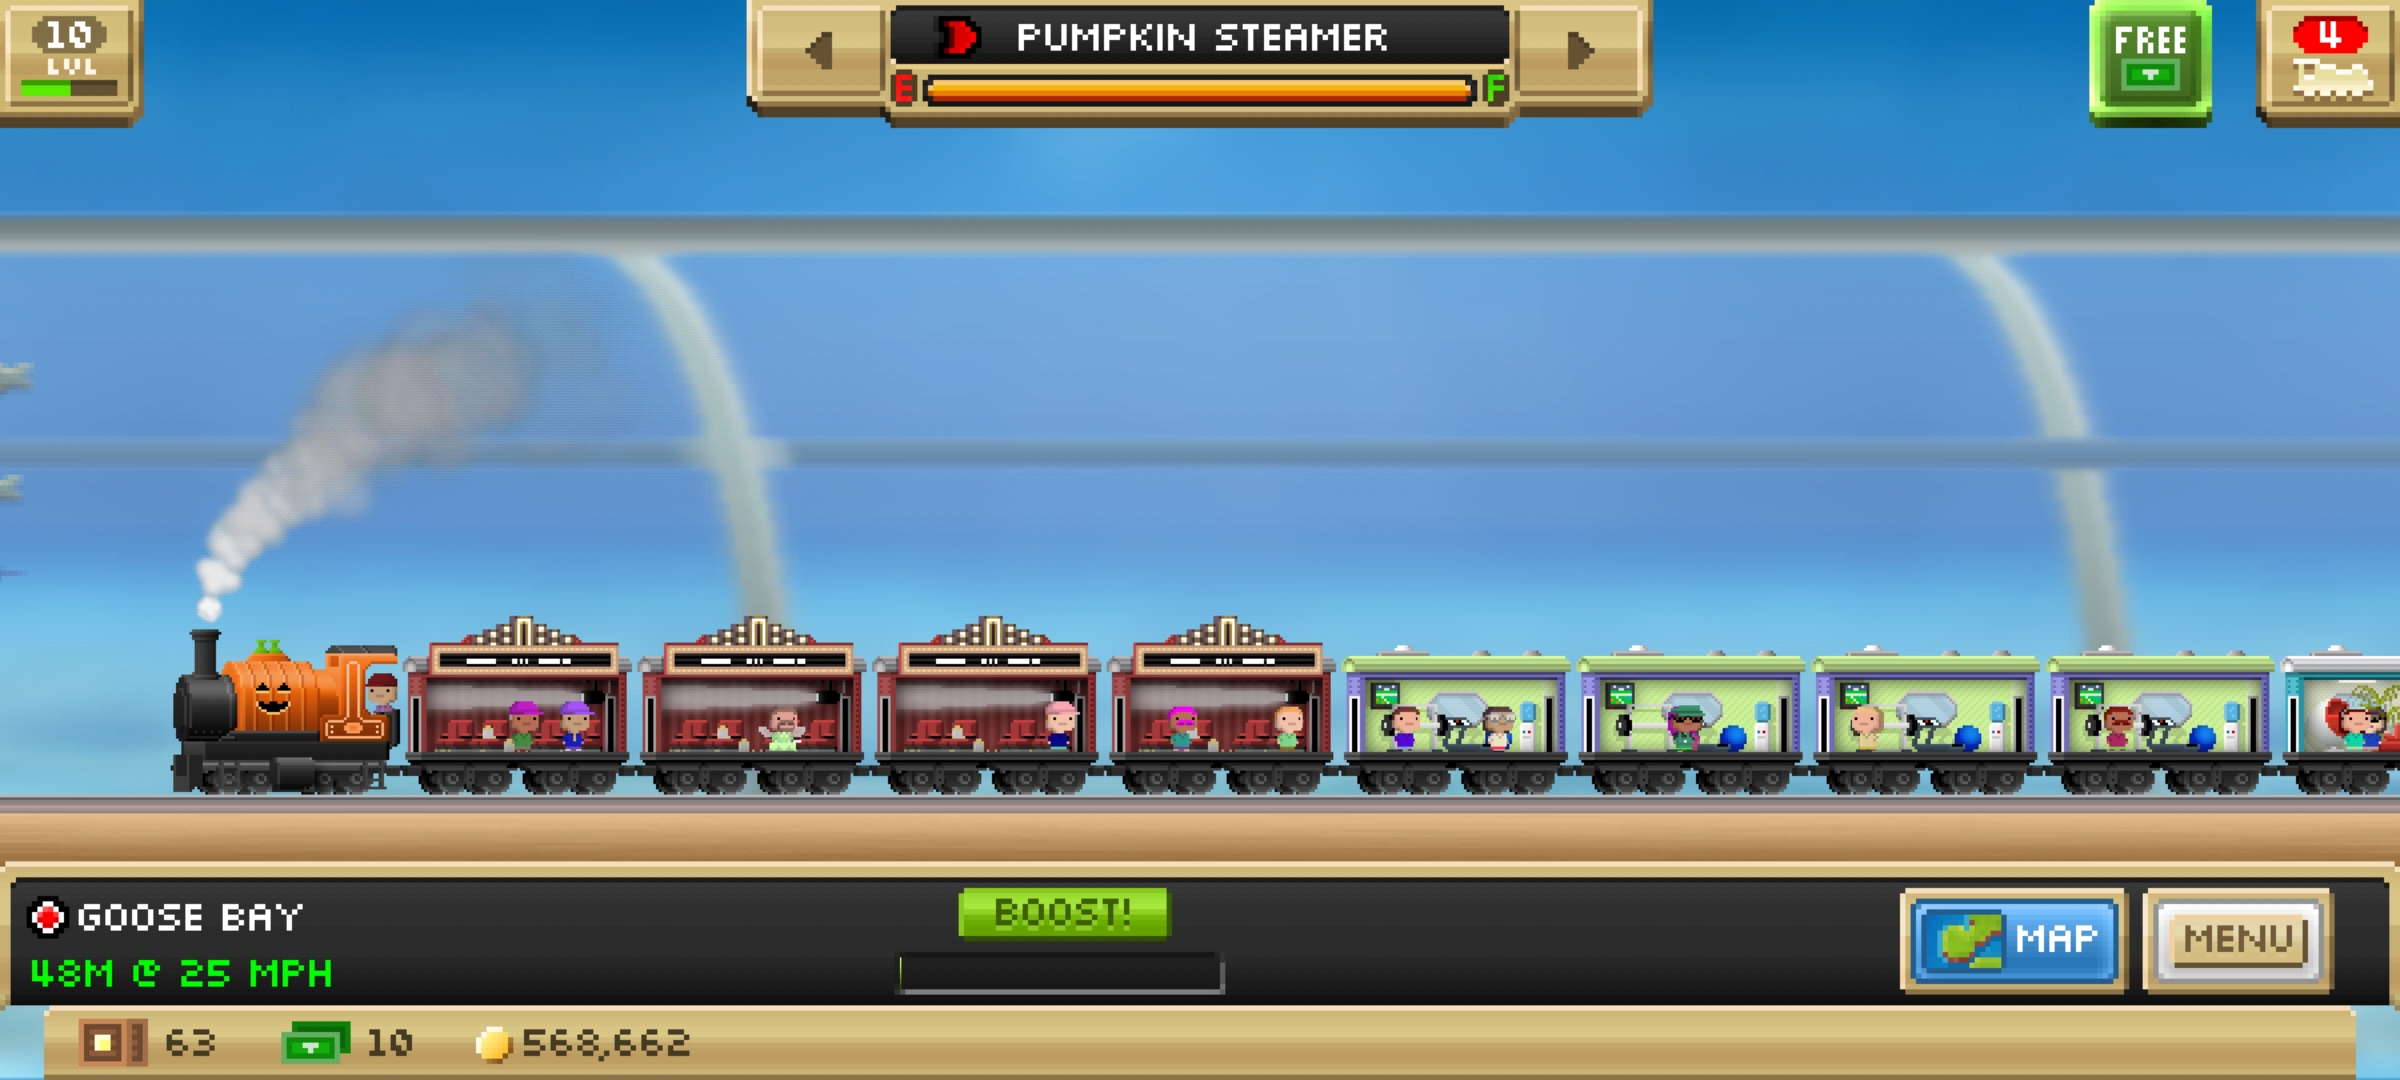 10
LVL
PUMPKIN STEAMER
E F
FREE
4
GOOSE BAY
48M @ 25 MPH
BOOST!
MAP
MENU
63 10 568,662